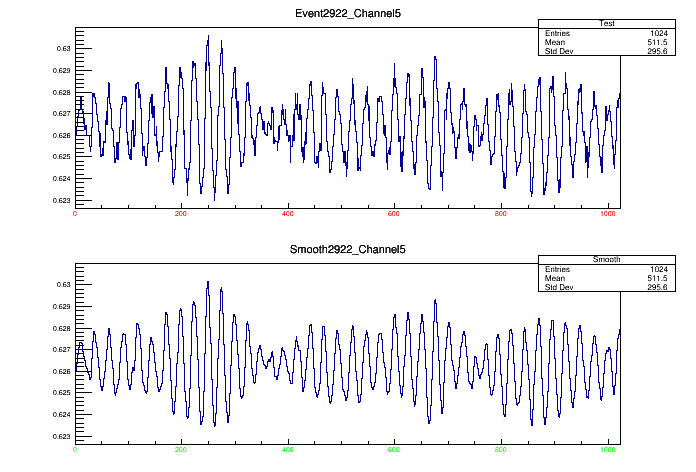 Event2922_Channel5
Test
Entries 1024
Mean 511.5
Std Dev 295.6
0.63
0.629
0.628
0.627
0.626
0.625
0.624
0.623
0 200 400 600 800 1000
Smooth2922_Channel5
Smooth
Entries 1024
Mean 511.5
Std Dev 295.6
0.63
0.629
0.628
0.627
0.626
0.625
0.624
0.623
0 200 400 600 800 1000